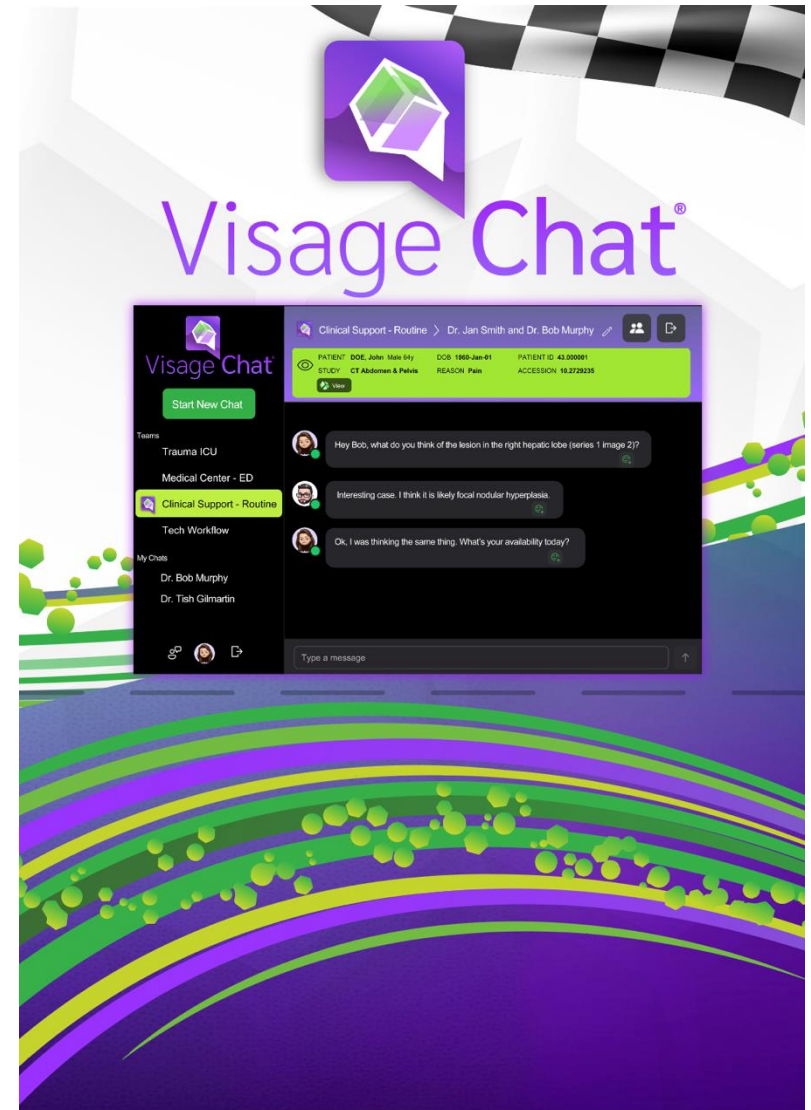 Visage Chat®
Visage Chat
Start New Chat
Teams
Trauma ICU
Medical Center - ED
Clinical Support - Routine
Tech Workflow
My Chats
Dr. Bob Murphy
Dr. Tish Gilmartin
Clinical Support - Routine > Dr. Jan Smith and Dr. Bob Murphy
PATIENT DOE, John Male 64y DOB 1960-Jan-01 PATIENT ID 43.000001
STUDY CT Abdomen & Pelvis REASON Pain ACCESSION 10.2729235
View
Hey Bob, what do you think of the lesion in the right hepatic lobe (series 1 image 2)?
Interesting case. I think it is likely focal nodular hyperplasia.
Ok, I was thinking the same thing. What's your availability today?
Type a message